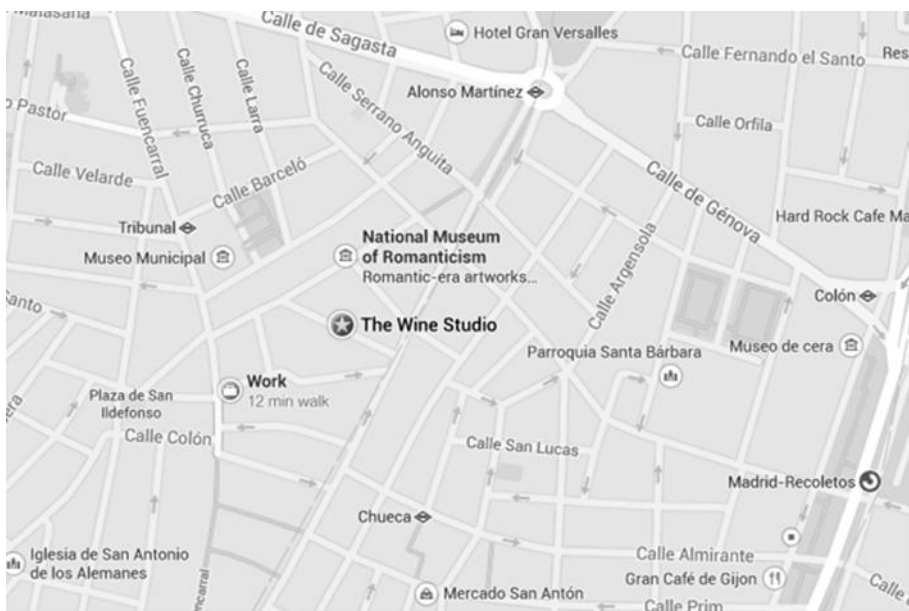 Malasaña
Calle de Sagasta
Hotel Gran Versalles
Calle Fernando el Santo
Res
Calle Fuencarral
Calle Churruca
Calle Larra
Calle Serrano Anguita
Alonso Martínez
o Pastor
Calle Orfila
Calle Velarde
Calle Barceló
Calle de Génova
Tribunal
Hard Rock Cafe Ma
National Museum
of Romanticism
Romantic-era artworks...
Museo Municipal
Calle Argensola
Colón
Santo
The Wine Studio
Museo de cera
Parroquia Santa Bárbara
Work
12 min walk
Plaza de San
Ildefonso
Calle Colón
Calle San Lucas
Madrid-Recoletos
Chueca
Iglesia de San Antonio
de los Alemanes
Calle Almirante
Gran Café de Gijon
Mercado San Antón
Calle Prim